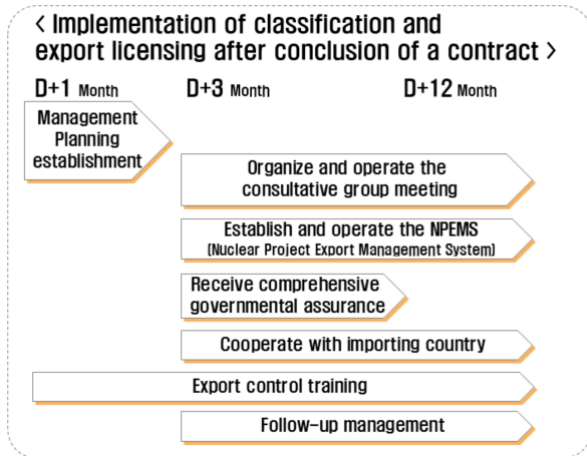 < Implementation of classification and
export licensing after conclusion of a contract >
D+1 Month D+3 Month D+12 Month
Management
Planning
establishment
Organize and operate the
consultative group meeting
Establish and operate the NPEMS
(Nuclear Project Export Management System)
Receive comprehensive
governmental assurance
Cooperate with importing country
Export control training
Follow-up management